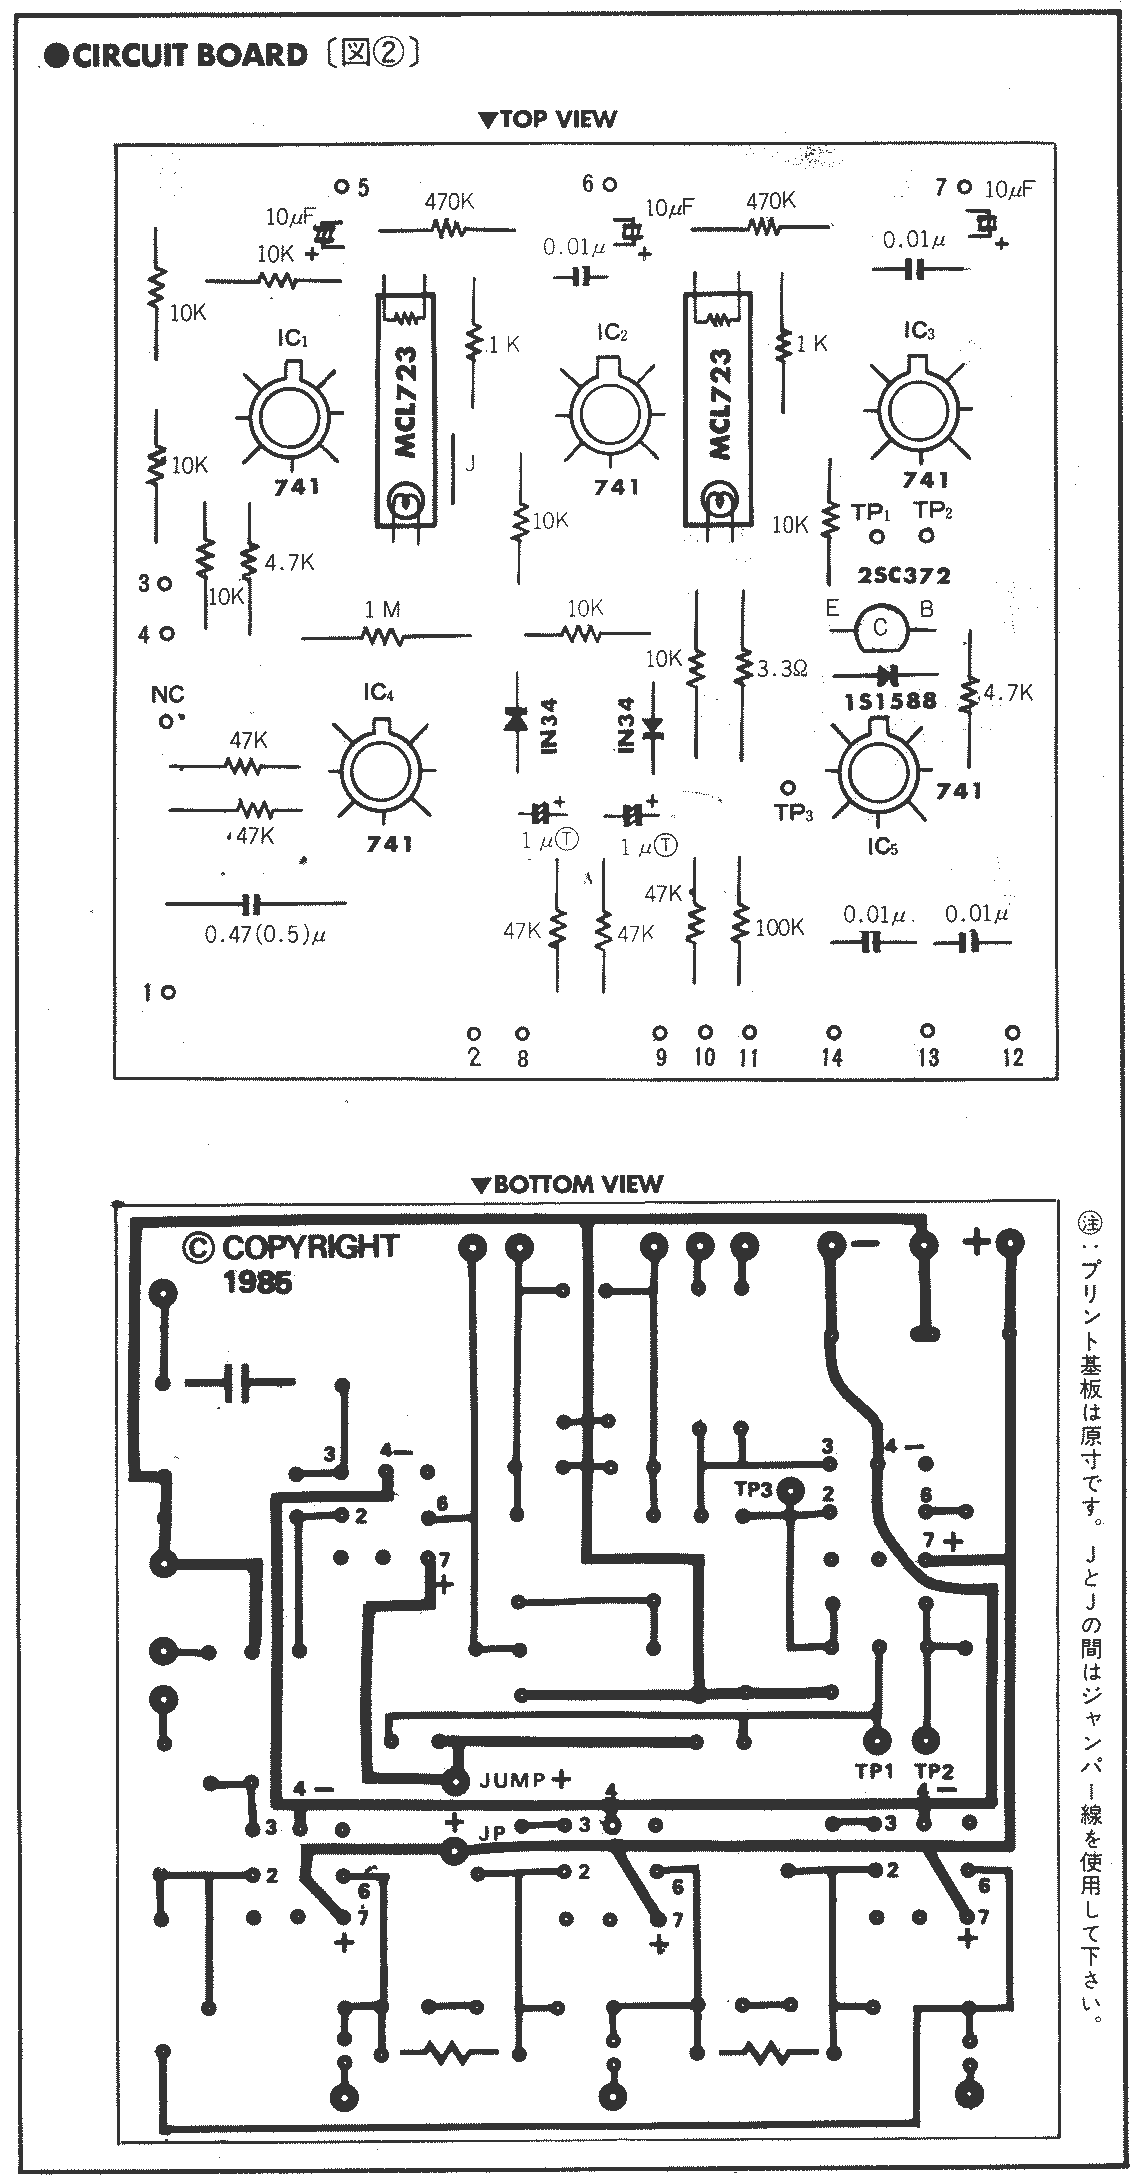 ●CIRCUIT BOARD〔図②〕
▼TOP VIEW
5
6
7
10μF
470K
10μF
470K
10μF
10K
0.01μ
0.01μ
+
+
+
10K
IC1
1K
IC2
1K
IC3
MCL723
MCL723
10K
J
741
741
741
10K
10K
TP1
TP2
4.7K
2SC372
3
10K
E
C
B
4
1M
10K
10K
3.3Ω
1S1588
4.7K
NC
IC4
IN34
IN34
47K
741
TP3
47K
741
+
+
1μⓉ
1μⓉ
IC5
47K
0.01μ
0.01μ
0.47(0.5)μ
47K
47K
100K
1
2
8
9
10
11
14
13
12
▼BOTTOM VIEW
© COPYRIGHT
1985
−
+
3
4−
3
4−
TP3
2
6
2
6
7
+
7+
TP1
TP2
JUMP+
4−
4
4−
3
+
JP
3
3
2
6
2
6
2
6
7
7
7
+
+
+
㊟：プリント基板は原寸です。JとJの間はジャンパー線を使用して下さい。